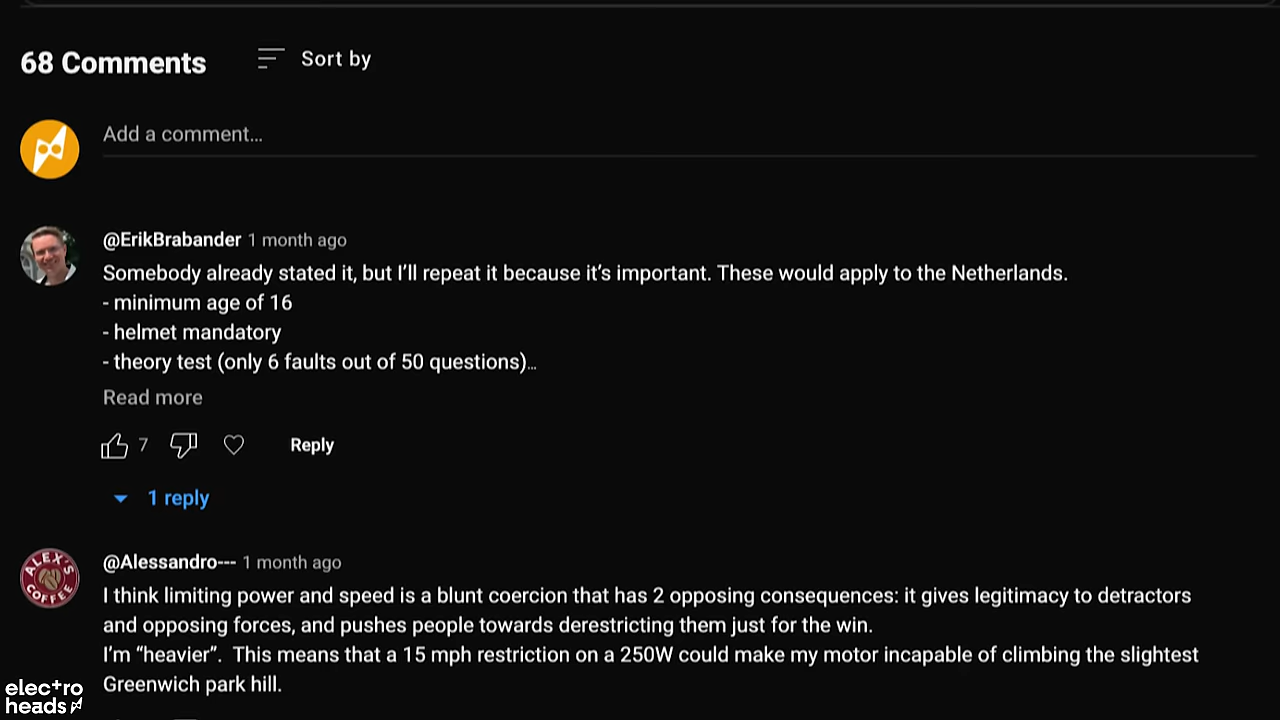 68 Comments
Sort by
Add a comment...
@ErikBrabander 1 month ago
Somebody already stated it, but I'll repeat it because it's important. These would apply to the Netherlands.
- minimum age of 16
- helmet mandatory
- theory test (only 6 faults out of 50 questions)...
Read more
7
Reply
1 reply
ALEX'S
COFFEE
@Alessandro--- 1 month ago
I think limiting power and speed is a blunt coercion that has 2 opposing consequences: it gives legitimacy to detractors
and opposing forces, and pushes people towards derestricting them just for the win.
I'm “heavier”.  This means that a 15 mph restriction on a 250W could make my motor incapable of climbing the slightest
Greenwich park hill.
electro
heads